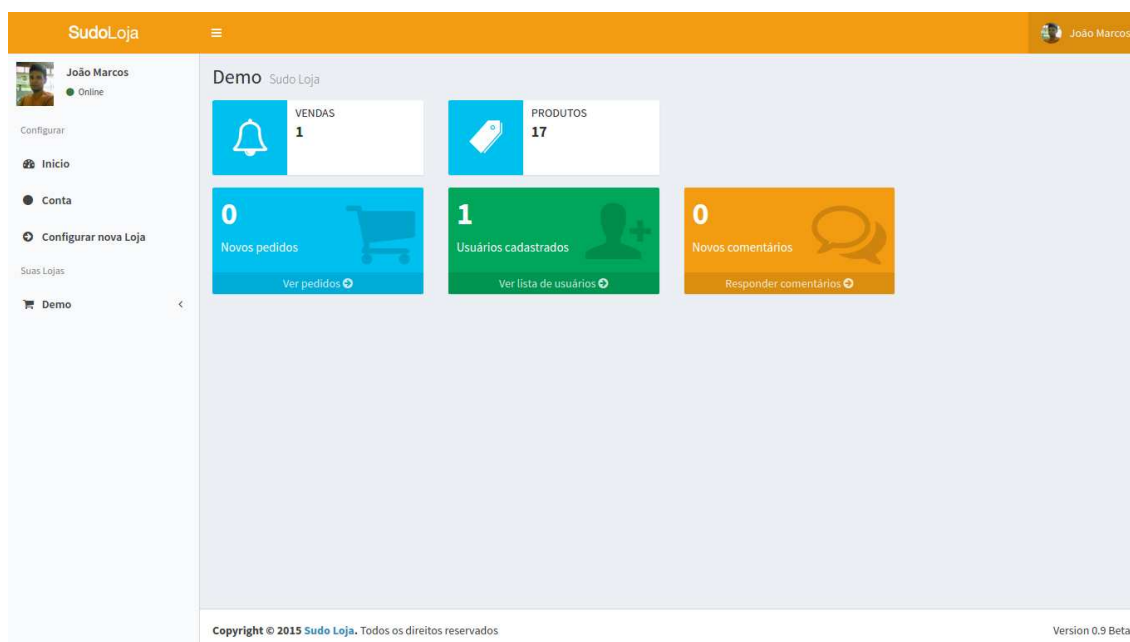 SudoLoja
João Marcos
João Marcos
Online
Configurar
Inicio
Conta
Configurar nova Loja
Suas Lojas
Demo
Demo Sudo Loja
VENDAS
1
PRODUTOS
17
0
Novos pedidos
Ver pedidos
1
Usuários cadastrados
Ver lista de usuários
0
Novos comentários
Responder comentários
Copyright © 2015 Sudo Loja. Todos os direitos reservados
Version 0.9 Beta